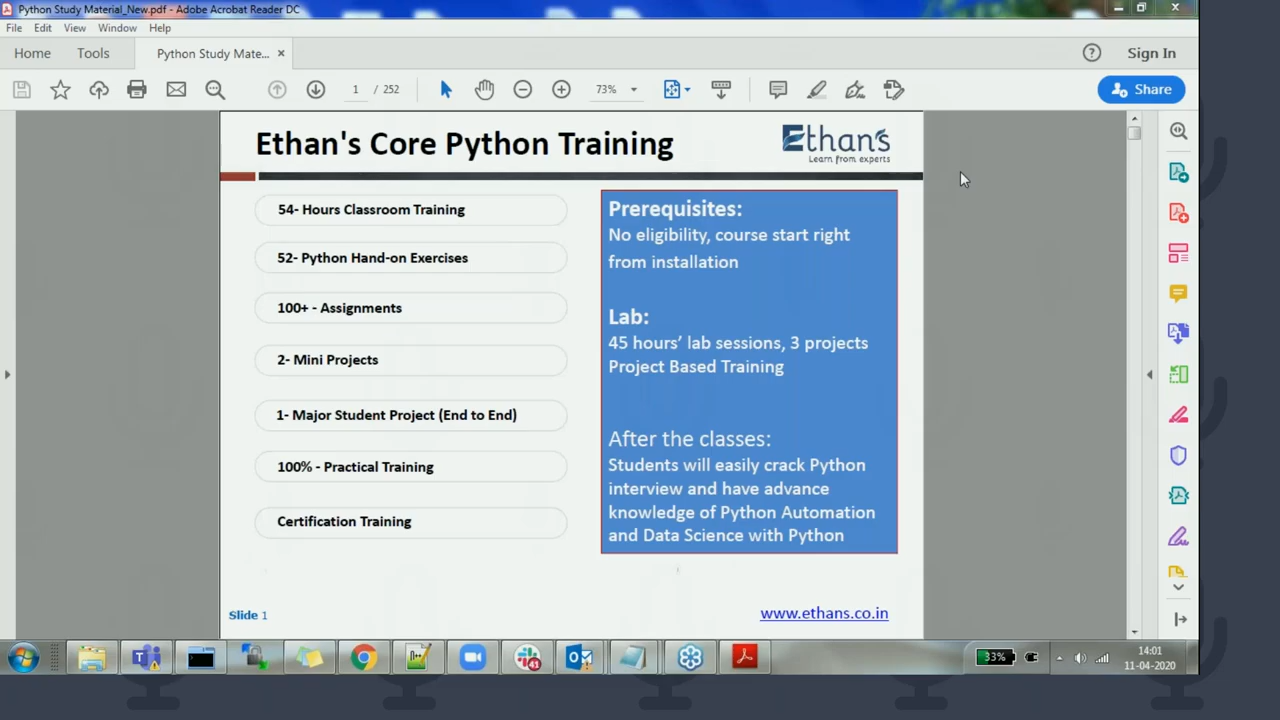 Python Study Material_New.pdf - Adobe Acrobat Reader DC
File Edit View Window Help
Home Tools Python Study Mate... × Sign In
1 / 252 73% Share
Ethan's Core Python Training
Ethan's
Learn from experts
54- Hours Classroom Training
52- Python Hand-on Exercises
100+ - Assignments
2- Mini Projects
1- Major Student Project (End to End)
100% - Practical Training
Certification Training
Prerequisites:
No eligibility, course start right
from installation
Lab:
45 hours' lab sessions, 3 projects
Project Based Training
After the classes:
Students will easily crack Python
interview and have advance
knowledge of Python Automation
and Data Science with Python
Slide 1
www.ethans.co.in
41
33%
14:01
11-04-2020